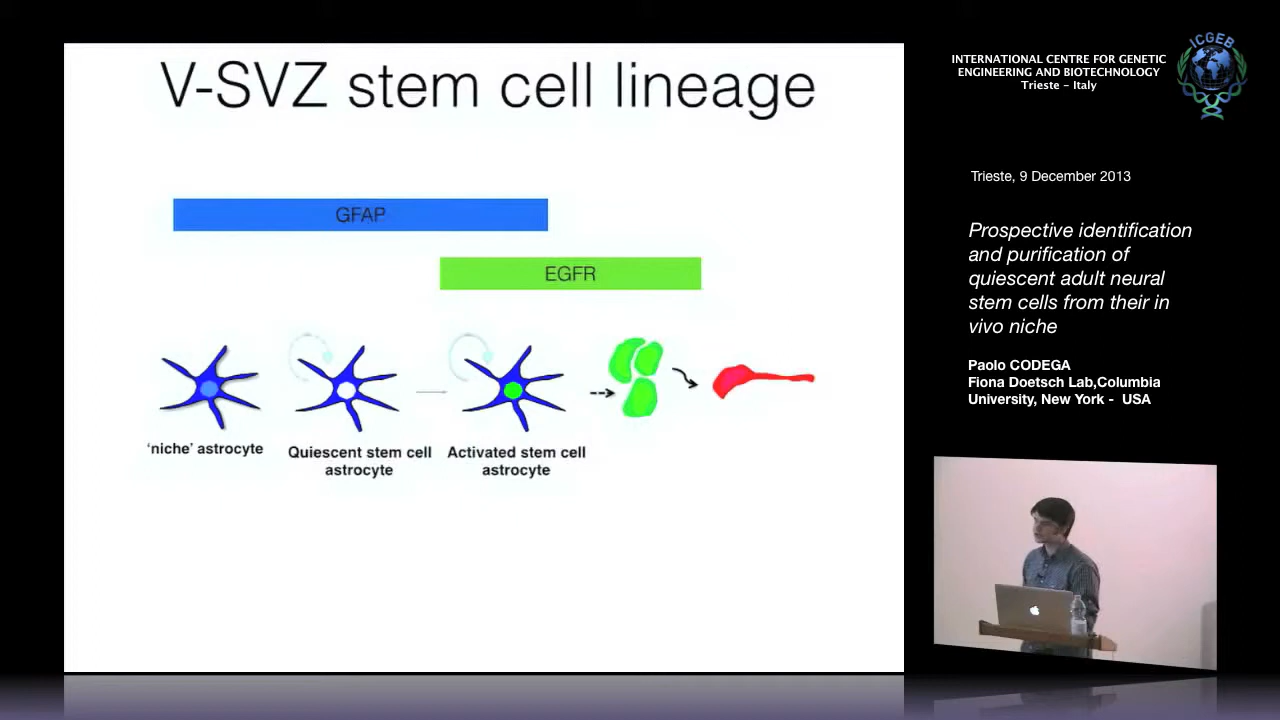 V-SVZ stem cell lineage
GFAP
EGFR
'niche' astrocyte
Quiescent stem cell
astrocyte
Activated stem cell
astrocyte
ICGEB
INTERNATIONAL CENTRE FOR GENETIC
ENGINEERING AND BIOTECHNOLOGY
Trieste - Italy
Trieste, 9 December 2013
Prospective identification
and purification of
quiescent adult neural
stem cells from their in
vivo niche
Paolo CODEGA
Fiona Doetsch Lab,Columbia
University, New York - USA